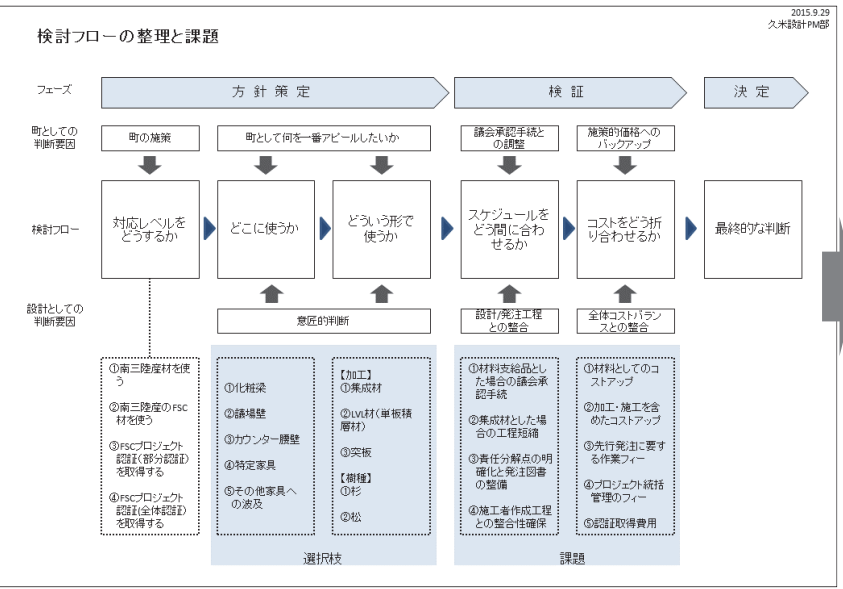 2015.9.29
久米設計PM部
検討フローの整理と課題
フェーズ
方針策定
検証
決定
町としての
判断要因
町の施策
町として何を一番アピールしたいか
議会承認手続と
の調整
施策的価格への
バックアップ
検討フロー
対応レベルを
どうするか
どこに使うか
どういう形で
使うか
スケジュールを
どう間に合わ
せるか
コストをどう折
り合わせるか
最終的な判断
設計としての
判断要因
意匠的判断
設計/発注工程
との整合
全体コストバラン
スとの整合
①南三陸産材を使
う
②南三陸産のFSC
材を使う
③FSCプロジェクト
認証(部分認証)
を取得する
④FSCプロジェクト
認証(全体認証)
を取得する
①化粧梁
②議場壁
③カウンター腰壁
④特定家具
⑤その他家具へ
の波及
【加工】
①集成材
②LVL材(単板積
層材)
③突板
【樹種】
①杉
②松
選択枝
①材料支給品とし
た場合の議会承
認手続
②集成材とした場
合の工程短縮
③責任分解点の明
確化と発注図書
の整備
④施工者作成工程
との整合性確保
①材料としてのコ
ストアップ
②加工・施工を含
めたコストアップ
③先行発注に要す
る作業フィー
④プロジェクト統括
管理のフィー
⑤認証取得費用
課題